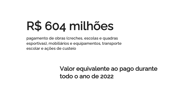 R$ 604 milhões
pagamento de obras (creches, escolas e quadras
esportivas), mobiliários e equipamentos, transporte
escolar e ações de custeio
Valor equivalente ao pago durante
todo o ano de 2022